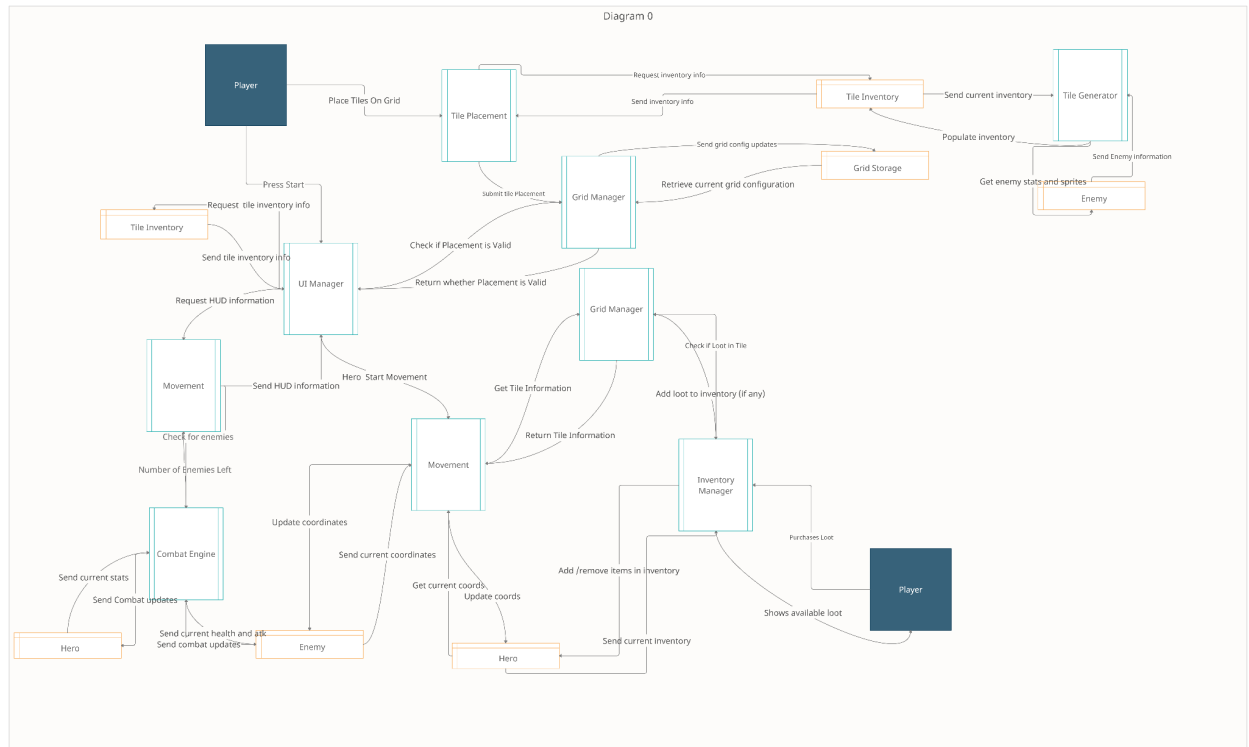 Diagram 0
Player
Place Tiles On Grid
Tile Placement
Request inventory info
Send inventory info
Tile Inventory
Send current inventory
Tile Generator
Populate inventory
Send Enemy information
Get enemy stats and sprites
Enemy
Send grid config updates
Grid Storage
Retrieve current grid configuration
Grid Manager
Submit tile Placement
Press Start
Request tile inventory info
Tile Inventory
Send tile inventory info
UI Manager
Check if Placement is Valid
Return whether Placement is Valid
Request HUD information
Grid Manager
Check if Loot in Tile
Movement
Send HUD information
Hero Start Movement
Get Tile Information
Add loot to inventory (if any)
Return Tile Information
Check for enemies
Number of Enemies Left
Movement
Inventory
Manager
Update coordinates
Send current coordinates
Purchases Loot
Combat Engine
Send current stats
Send Combat updates
Get current coords
Update coords
Add /remove items in inventory
Player
Shows available loot
Send current health and atk
Send combat updates
Send current inventory
Hero
Enemy
Hero